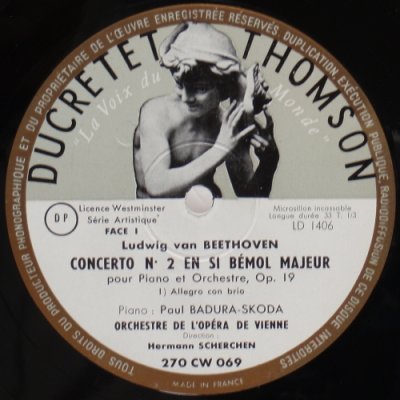 TOUS DROITS DU PRODUCTEUR PHONOGRAPHIQUE ET DU PROPRIÉTAIRE DE L'ŒUVRE ENREGISTRÉE RÉSERVÉS DUPLICATION, EXÉCUTION PUBLIQUE RADIODIFFUSION DE CE DISQUE INTERDITES
DUCRETET THOMSON
"La Voix du Monde"
DP
Licence Westminster
Série Artistique
FACE I
Microsillon incassable
Longue durée 33 T. 1/3
LD 1406
Ludwig van BEETHOVEN
CONCERTO N° 2 EN SI BÉMOL MAJEUR
pour Piano et Orchestre, Op. 19
1) Allegro con brio
Piano : Paul BADURA-SKODA
ORCHESTRE DE L'OPÉRA DE VIENNE
Direction :
Hermann SCHERCHEN
270 CW 069
MADE IN FRANCE